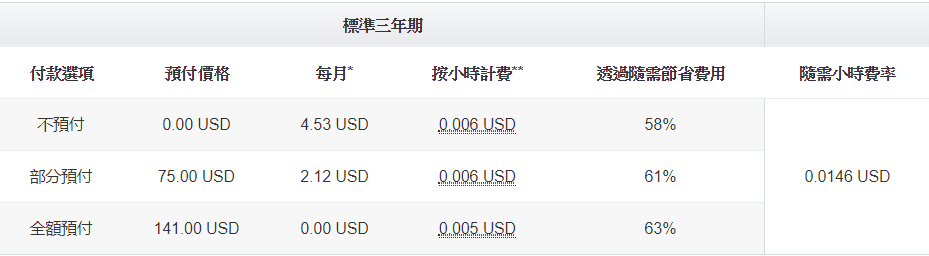 標準三年期
付款選項 預付價格 每月* 按小時計費** 透過隨需節省費用 隨需小時費率
不預付 0.00 USD 4.53 USD 0.006 USD 58%
部分預付 75.00 USD 2.12 USD 0.006 USD 61% 0.0146 USD
全額預付 141.00 USD 0.00 USD 0.005 USD 63%